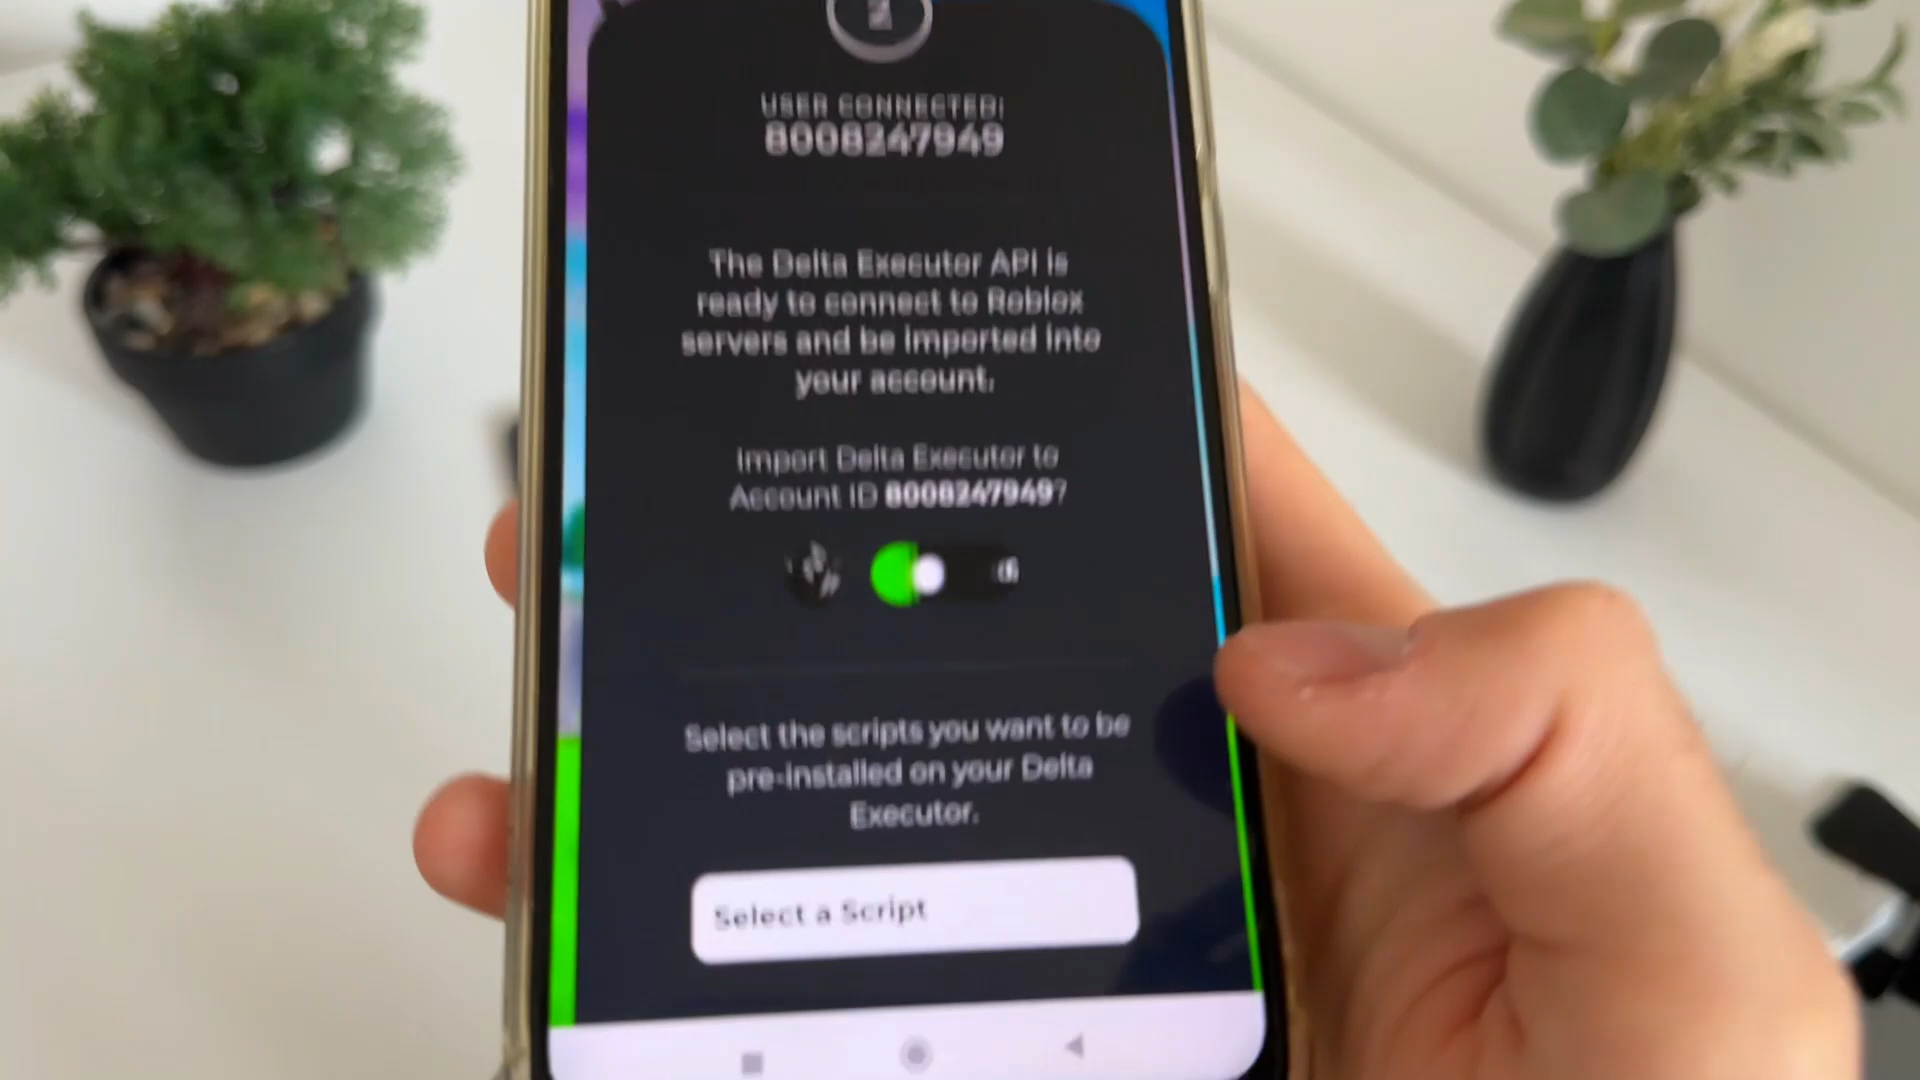 2
USER CONNECTED:
8008247949
The Delta Executor API is
ready to connect to Roblox
servers and be imported into
your account.
Import Delta Executor to
Account ID 8008247949?
Select the scripts you want to be
pre-installed on your Delta
Executor.
Select a Script